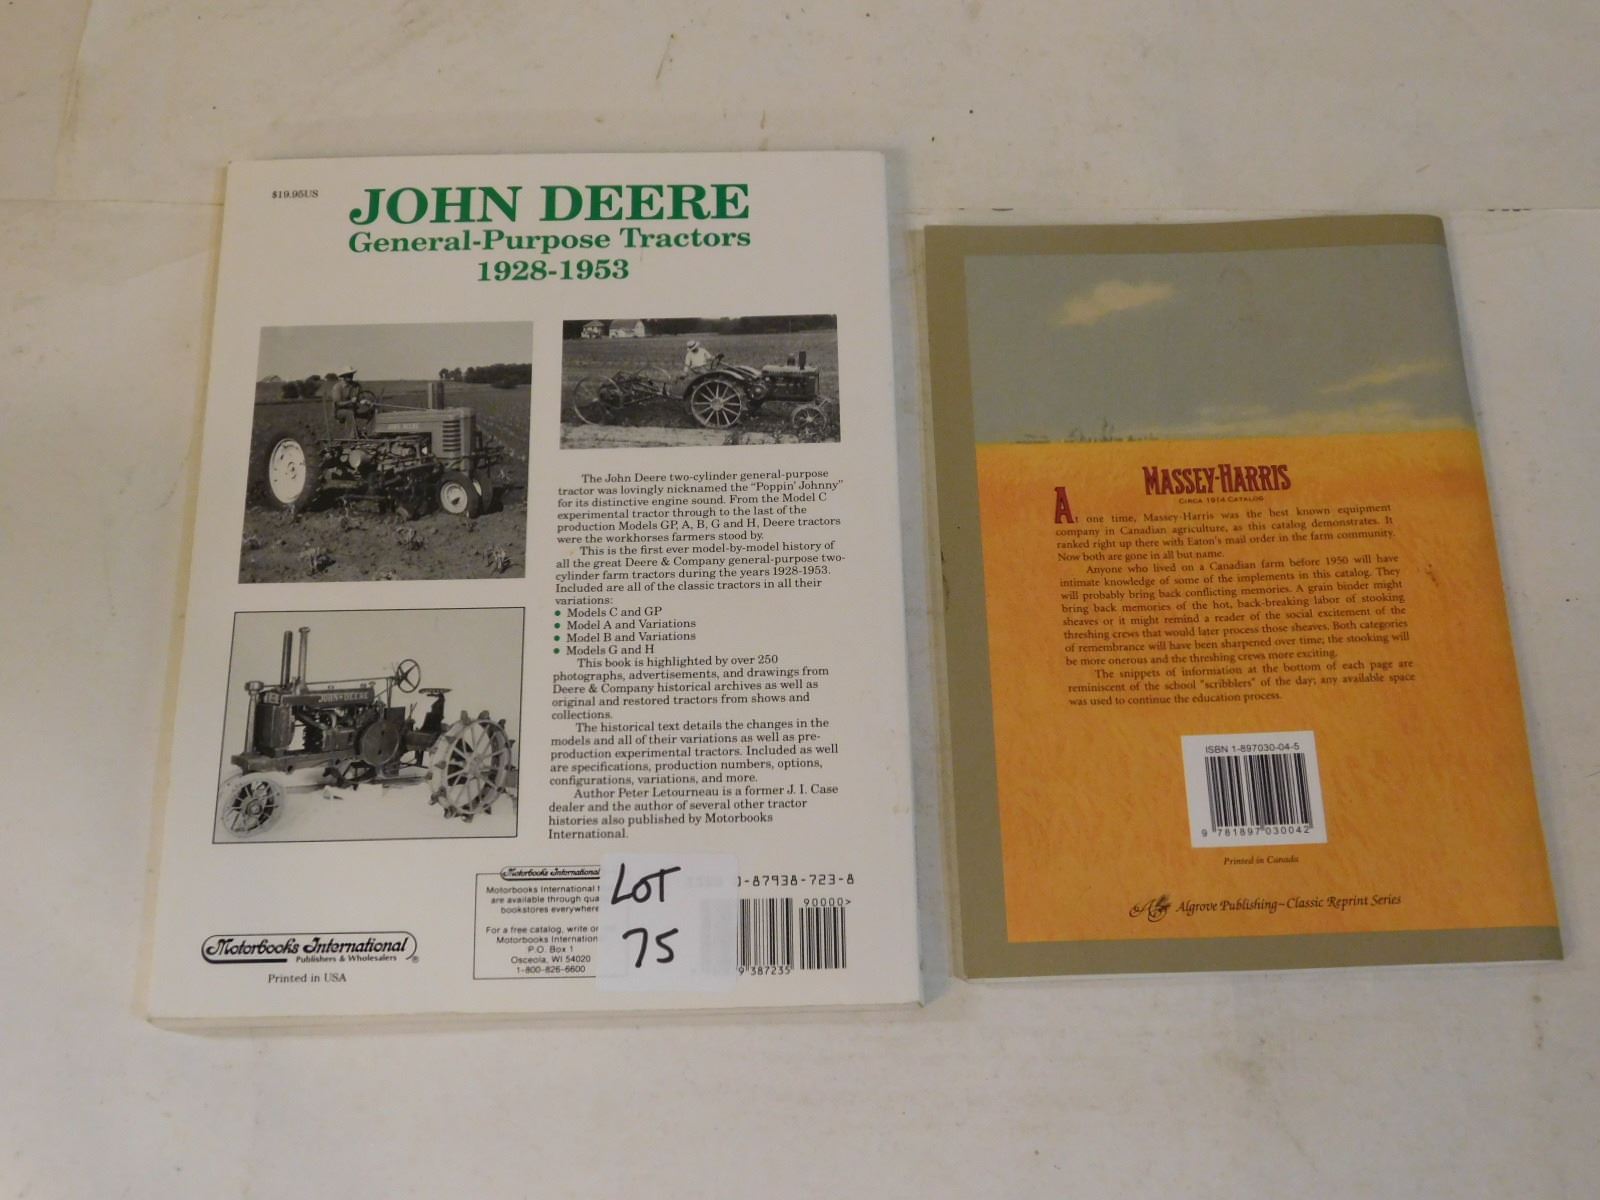 $19.95US
JOHN DEERE
General-Purpose Tractors
1928-1953
JOHN DEERE
JOHN DEERE
The John Deere two-cylinder general-purpose
tractor was lovingly nicknamed the "Poppin' Johnny"
for its distinctive engine sound. From the Model C
experimental tractor through to the last of the
production Models GP, A, B, G and H, Deere tractors
were the workhorses farmers stood by.
This is the first ever model-by-model history of
all the great Deere & Company general-purpose two-
cylinder farm tractors during the years 1928-1953.
Included are all of the classic tractors in all their
variations:
• Models C and GP
• Model A and Variations
• Model B and Variations
• Models G and H
This book is highlighted by over 250
photographs, advertisements, and drawings from
Deere & Company historical archives as well as
original and restored tractors from shows and
collections.
The historical text details the changes in the
models and all of their variations as well as pre-
production experimental tractors. Included as well
are specifications, production numbers, options,
configurations, variations, and more.
Author Peter Letourneau is a former J. I. Case
dealer and the author of several other tractor
histories also published by Motorbooks
International.
Motorbooks International
Publishers & Wholesalers
®
Printed in USA
Motorbooks International
Motorbooks International
are available through qua
bookstores everywhere
For a free catalog, write or
Motorbooks Internation
P.O. Box 1
Osceola, WI 54020
1-800-826-6600
LOT
75
-87938-723-8
90000>
9 387235
MASSEY-HARRIS
CIRCA 1914 CATALOG
At one time, Massey-Harris was the best known equipment
company in Canadian agriculture, as this catalog demonstrates. It
ranked right up there with Eaton's mail order in the farm community.
Now both are gone in all but name.
Anyone who lived on a Canadian farm before 1950 will have
intimate knowledge of some of the implements in this catalog. They
will probably bring back conflicting memories. A grain binder might
bring back memories of the hot, back-breaking labor of stooking
sheaves or it might remind a reader of the social excitement of the
threshing crews that would later process those sheaves. Both categories
of remembrance will have been sharpened over time; the stooking will
be more onerous and the threshing crews more exciting.
The snippets of information at the bottom of each page are
reminiscent of the school "scribblers" of the day; any available space
was used to continue the education process.
ISBN 1-897030-04-5
9 781897 030042
Printed in Canada
Algrove Publishing~Classic Reprint Series